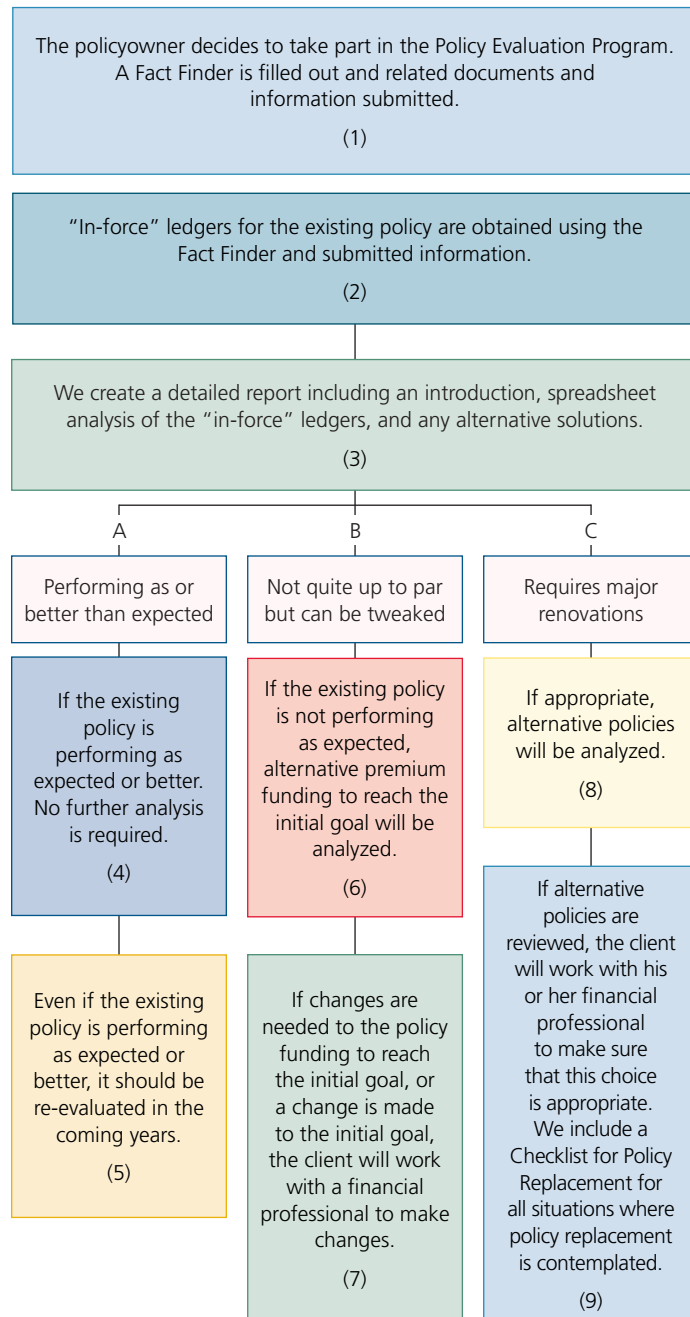 The policyowner decides to take part in the Policy Evaluation Program.
A Fact Finder is filled out and related documents and
information submitted.
(1)
“In-force” ledgers for the existing policy are obtained using the
Fact Finder and submitted information.
(2)
We create a detailed report including an introduction, spreadsheet
analysis of the “in-force” ledgers, and any alternative solutions.
(3)
A
Performing as or
better than expected
If the existing
policy is
performing as
expected or better.
No further analysis
is required.
(4)
Even if the existing
policy is performing
as expected or
better, it should be
re-evaluated in the
coming years.
(5)
B
Not quite up to par
but can be tweaked
If the existing policy
is not performing
as expected,
alternative premium
funding to reach the
initial goal will be
analyzed.
(6)
If changes are
needed to the policy
funding to reach
the initial goal, or
a change is made
to the initial goal,
the client will work
with a financial
professional to make
changes.
(7)
C
Requires major
renovations
If appropriate,
alternative policies
will be analyzed.
(8)
If alternative
policies are
reviewed, the client
will work with his
or her financial
professional
to make sure
that this choice
is appropriate.
We include a
Checklist for Policy
Replacement for
all situations where
policy replacement
is contemplated.
(9)